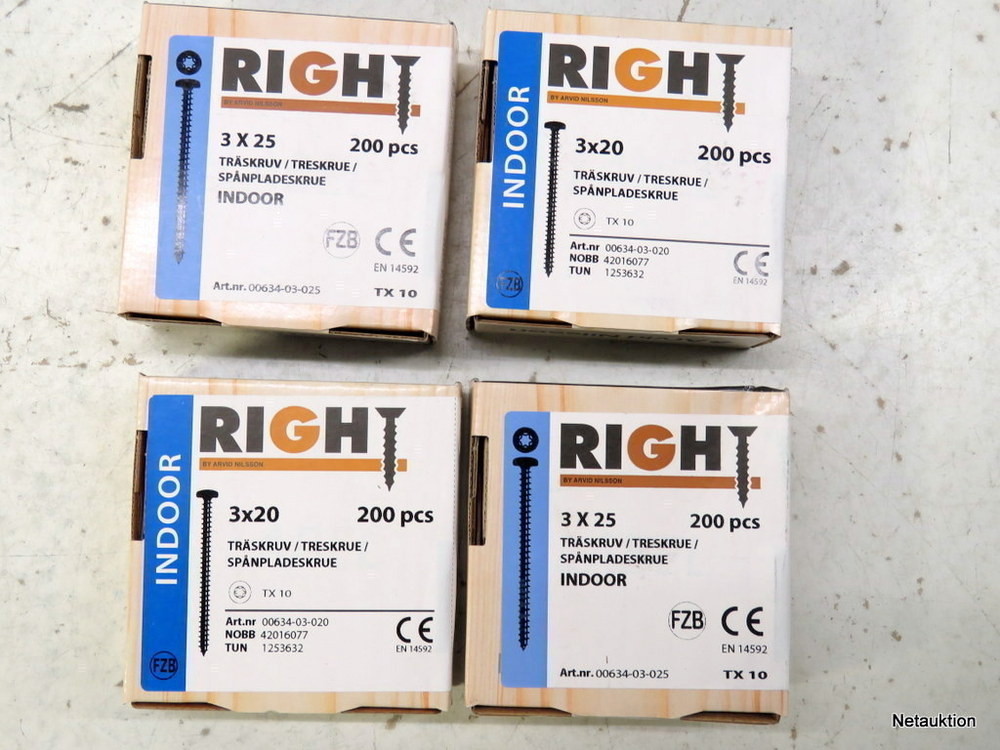 RIGHT
BY ARVID NILSSON
3 X 25 200 pcs
TRÄSKRUV / TRESKRUE /
SPÅNPLADESKRUE
INDOOR
FZB CE
EN 14592
Art.nr. 00634-03-025 TX 10
INDOOR
RIGHT
BY ARVID NILSSON
3x20 200 pcs
TRÄSKRUV / TRESKRUE /
SPÅNPLADESKRUE
TX 10
Art.nr 00634-03-020
NOBB 42016077
TUN 1253632
CE
EN 14592
FZB
INDOOR
RIGHT
BY ARVID NILSSON
3x20 200 pcs
TRÄSKRUV / TRESKRUE /
SPÅNPLADESKRUE
TX 10
Art.nr 00634-03-020
NOBB 42016077
TUN 1253632
CE
EN 14592
FZB
RIGHT
BY ARVID NILSSON
3 X 25 200 pcs
TRÄSKRUV / TRESKRUE /
SPÅNPLADESKRUE
INDOOR
FZB CE
EN 14592
Art.nr. 00634-03-025 TX 10
Netauktion